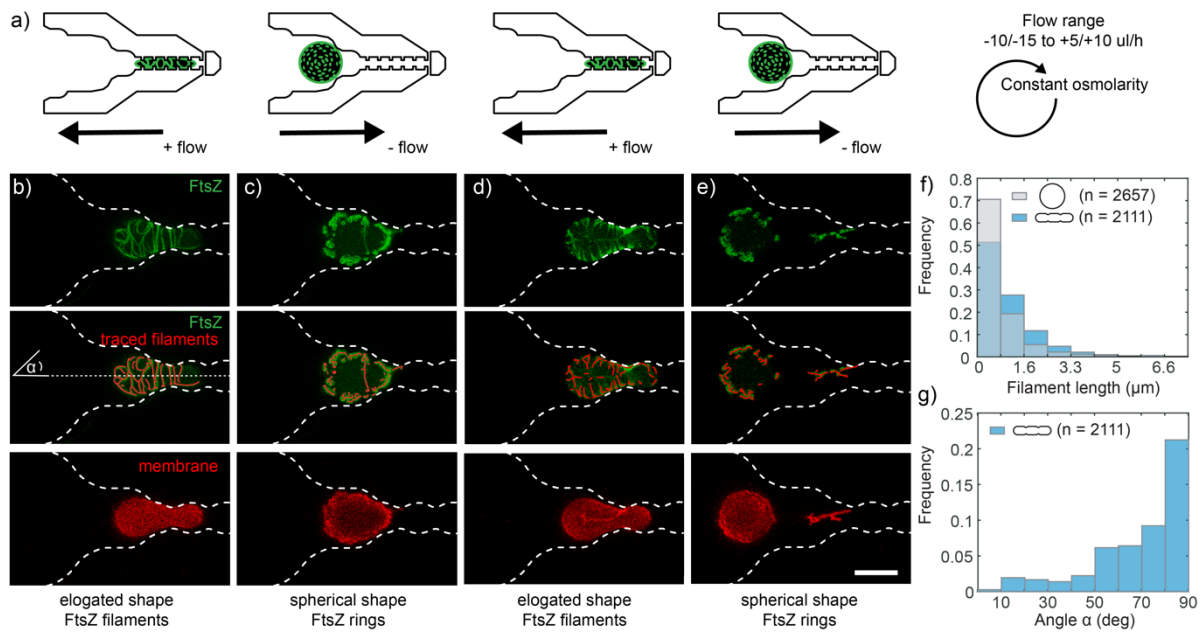 a)
+ flow
- flow
+ flow
- flow
Flow range
-10/-15 to +5/+10 ul/h
Constant osmolarity
b)
FtsZ
c)
d)
e)
FtsZ
traced filaments
α
membrane
elogated shape
FtsZ filaments
spherical shape
FtsZ rings
elogated shape
FtsZ filaments
spherical shape
FtsZ rings
f)
(n = 2657)
(n = 2111)
Frequency
0.8
0.7
0.6
0.5
0.4
0.3
0.2
0.1
0
0
1.6
3.3
5
6.6
Filament length (μm)
g)
(n = 2111)
Frequency
0.25
0.2
0.15
0.1
0.05
0
10
30
50
70
90
Angle α (deg)